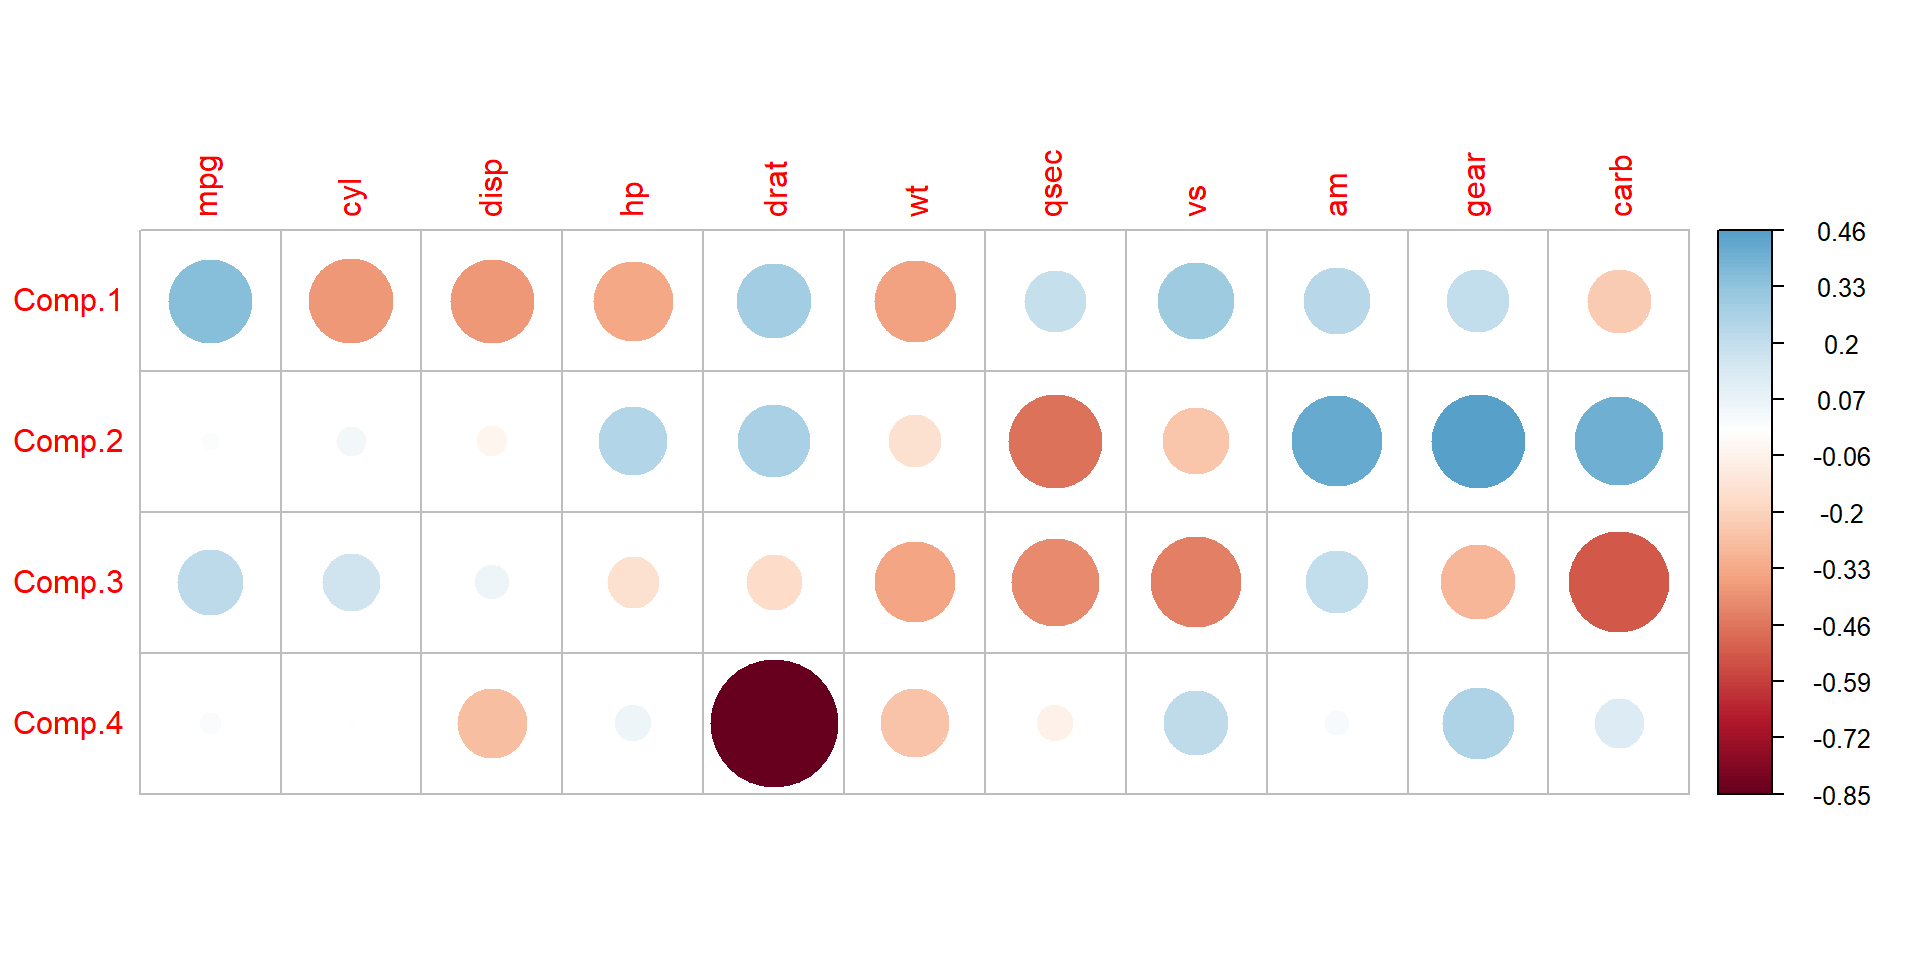 mpg cyl disp hp drat wt qsec vs am gear carb
Comp.1
Comp.2
Comp.3
Comp.4
0.46
0.33
0.2
0.07
-0.06
-0.2
-0.33
-0.46
-0.59
-0.72
-0.85